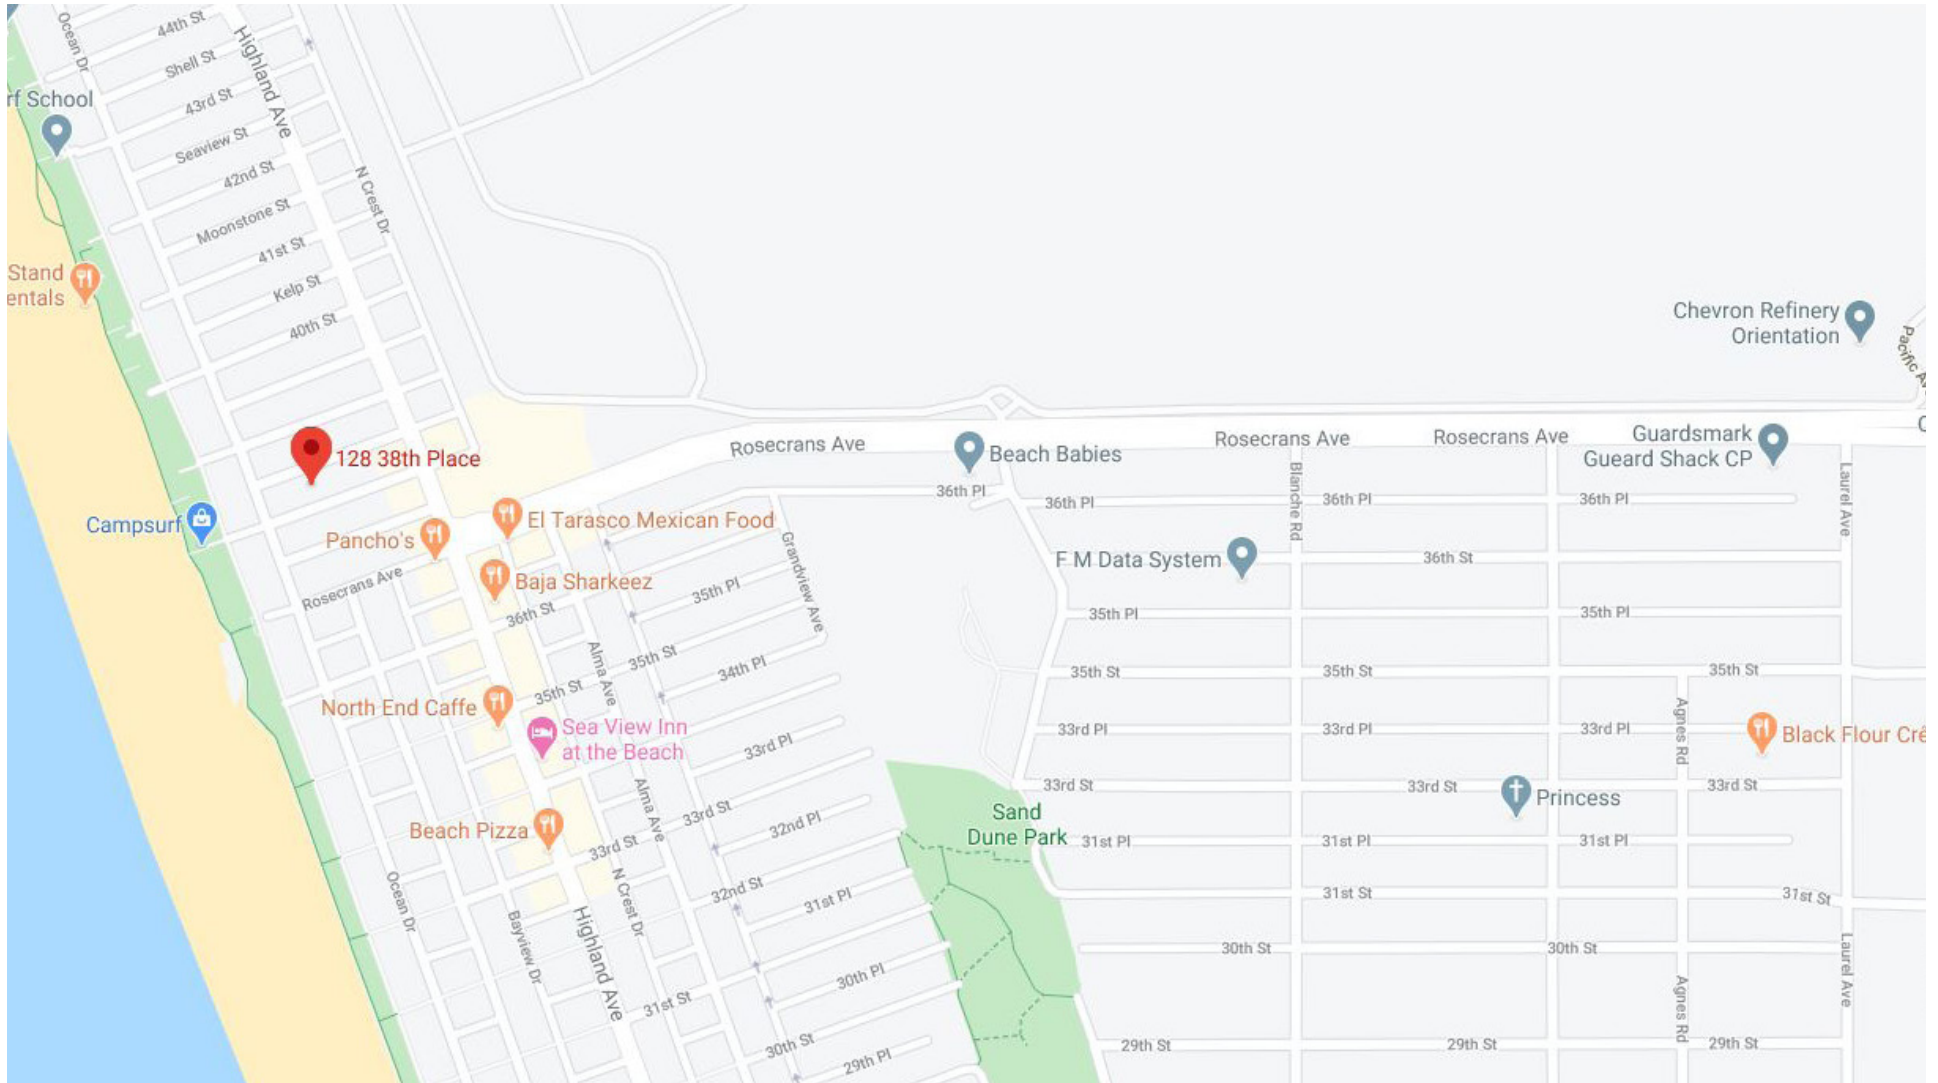 Ocean Dr
44th St
Highland Ave
Shell St
43rd St
rf School
Seaview St
42nd St
N Crest Dr
Moonstone St
41st St
Stand
entals
Kelp St
40th St
Chevron Refinery
Orientation
Pacific
128 38th Place
Rosecrans Ave
Beach Babies
Rosecrans Ave
Rosecrans Ave
Guardsmark
Gueard Shack CP
Campsurf
Pancho's
El Tarasco Mexican Food
36th Pl
36th Pl
Blanche Rd
36th Pl
36th Pl
Laurel Ave
Rosecrans Ave
Baja Sharkeez
35th Pl
Grandview Ave
F M Data System
36th St
36th St
35th Pl
35th Pl
Alma Ave
35th St
34th Pl
35th St
35th St
35th St
35th St
North End Caffe
Sea View Inn
at the Beach
33rd Pl
33rd Pl
33rd Pl
33rd Pl
Agnes Rd
Black Flour Crê
Alma Ave
33rd St
33rd St
33rd St
33rd St
Princess
Beach Pizza
33rd St
32nd Pl
Sand
Dune Park
31st Pl
31st Pl
31st Pl
Ocean Dr
Bayview Dr
Highland Ave
N Crest Dr
32nd St
31st Pl
31st St
31st St
30th St
30th St
Laurel Ave
31st St
30th Pl
Agnes Rd
30th St
29th Pl
29th St
29th St
29th St